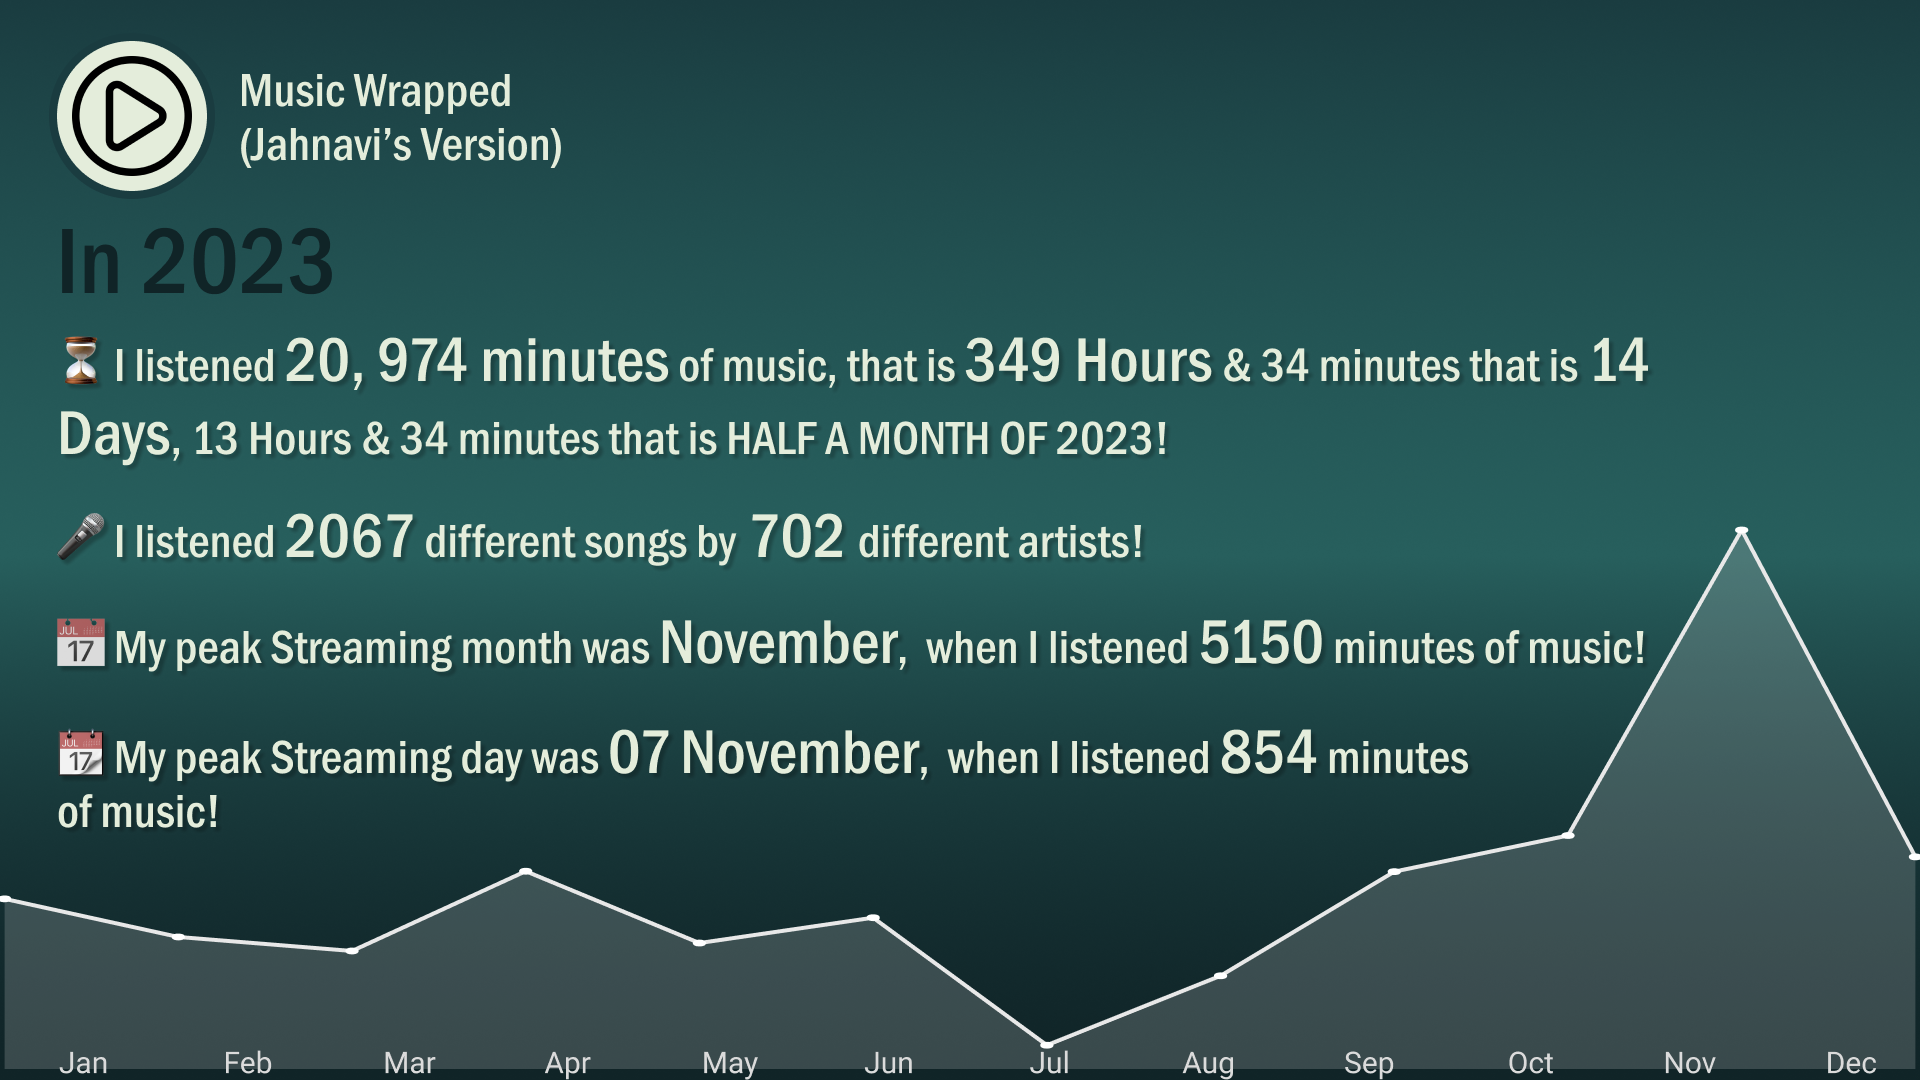 Music Wrapped
(Jahnavi’s Version)
In 2023
I listened 20, 974 minutes of music, that is 349 Hours & 34 minutes that is 14
Days, 13 Hours & 34 minutes that is HALF A MONTH OF 2023!
I listened 2067 different songs by 702 different artists!
JUL
17
My peak Streaming month was November, when I listened 5150 minutes of music!
JUL
17
My peak Streaming day was 07 November, when I listened 854 minutes
of music!
Jan Feb Mar Apr May Jun Jul Aug Sep Oct Nov Dec